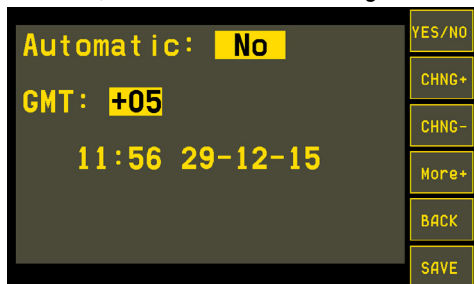 Automatic: No
GMT: +05
11:56 29-12-15
YES/NO
CHNG+
CHNG-
More+
BACK
SAVE